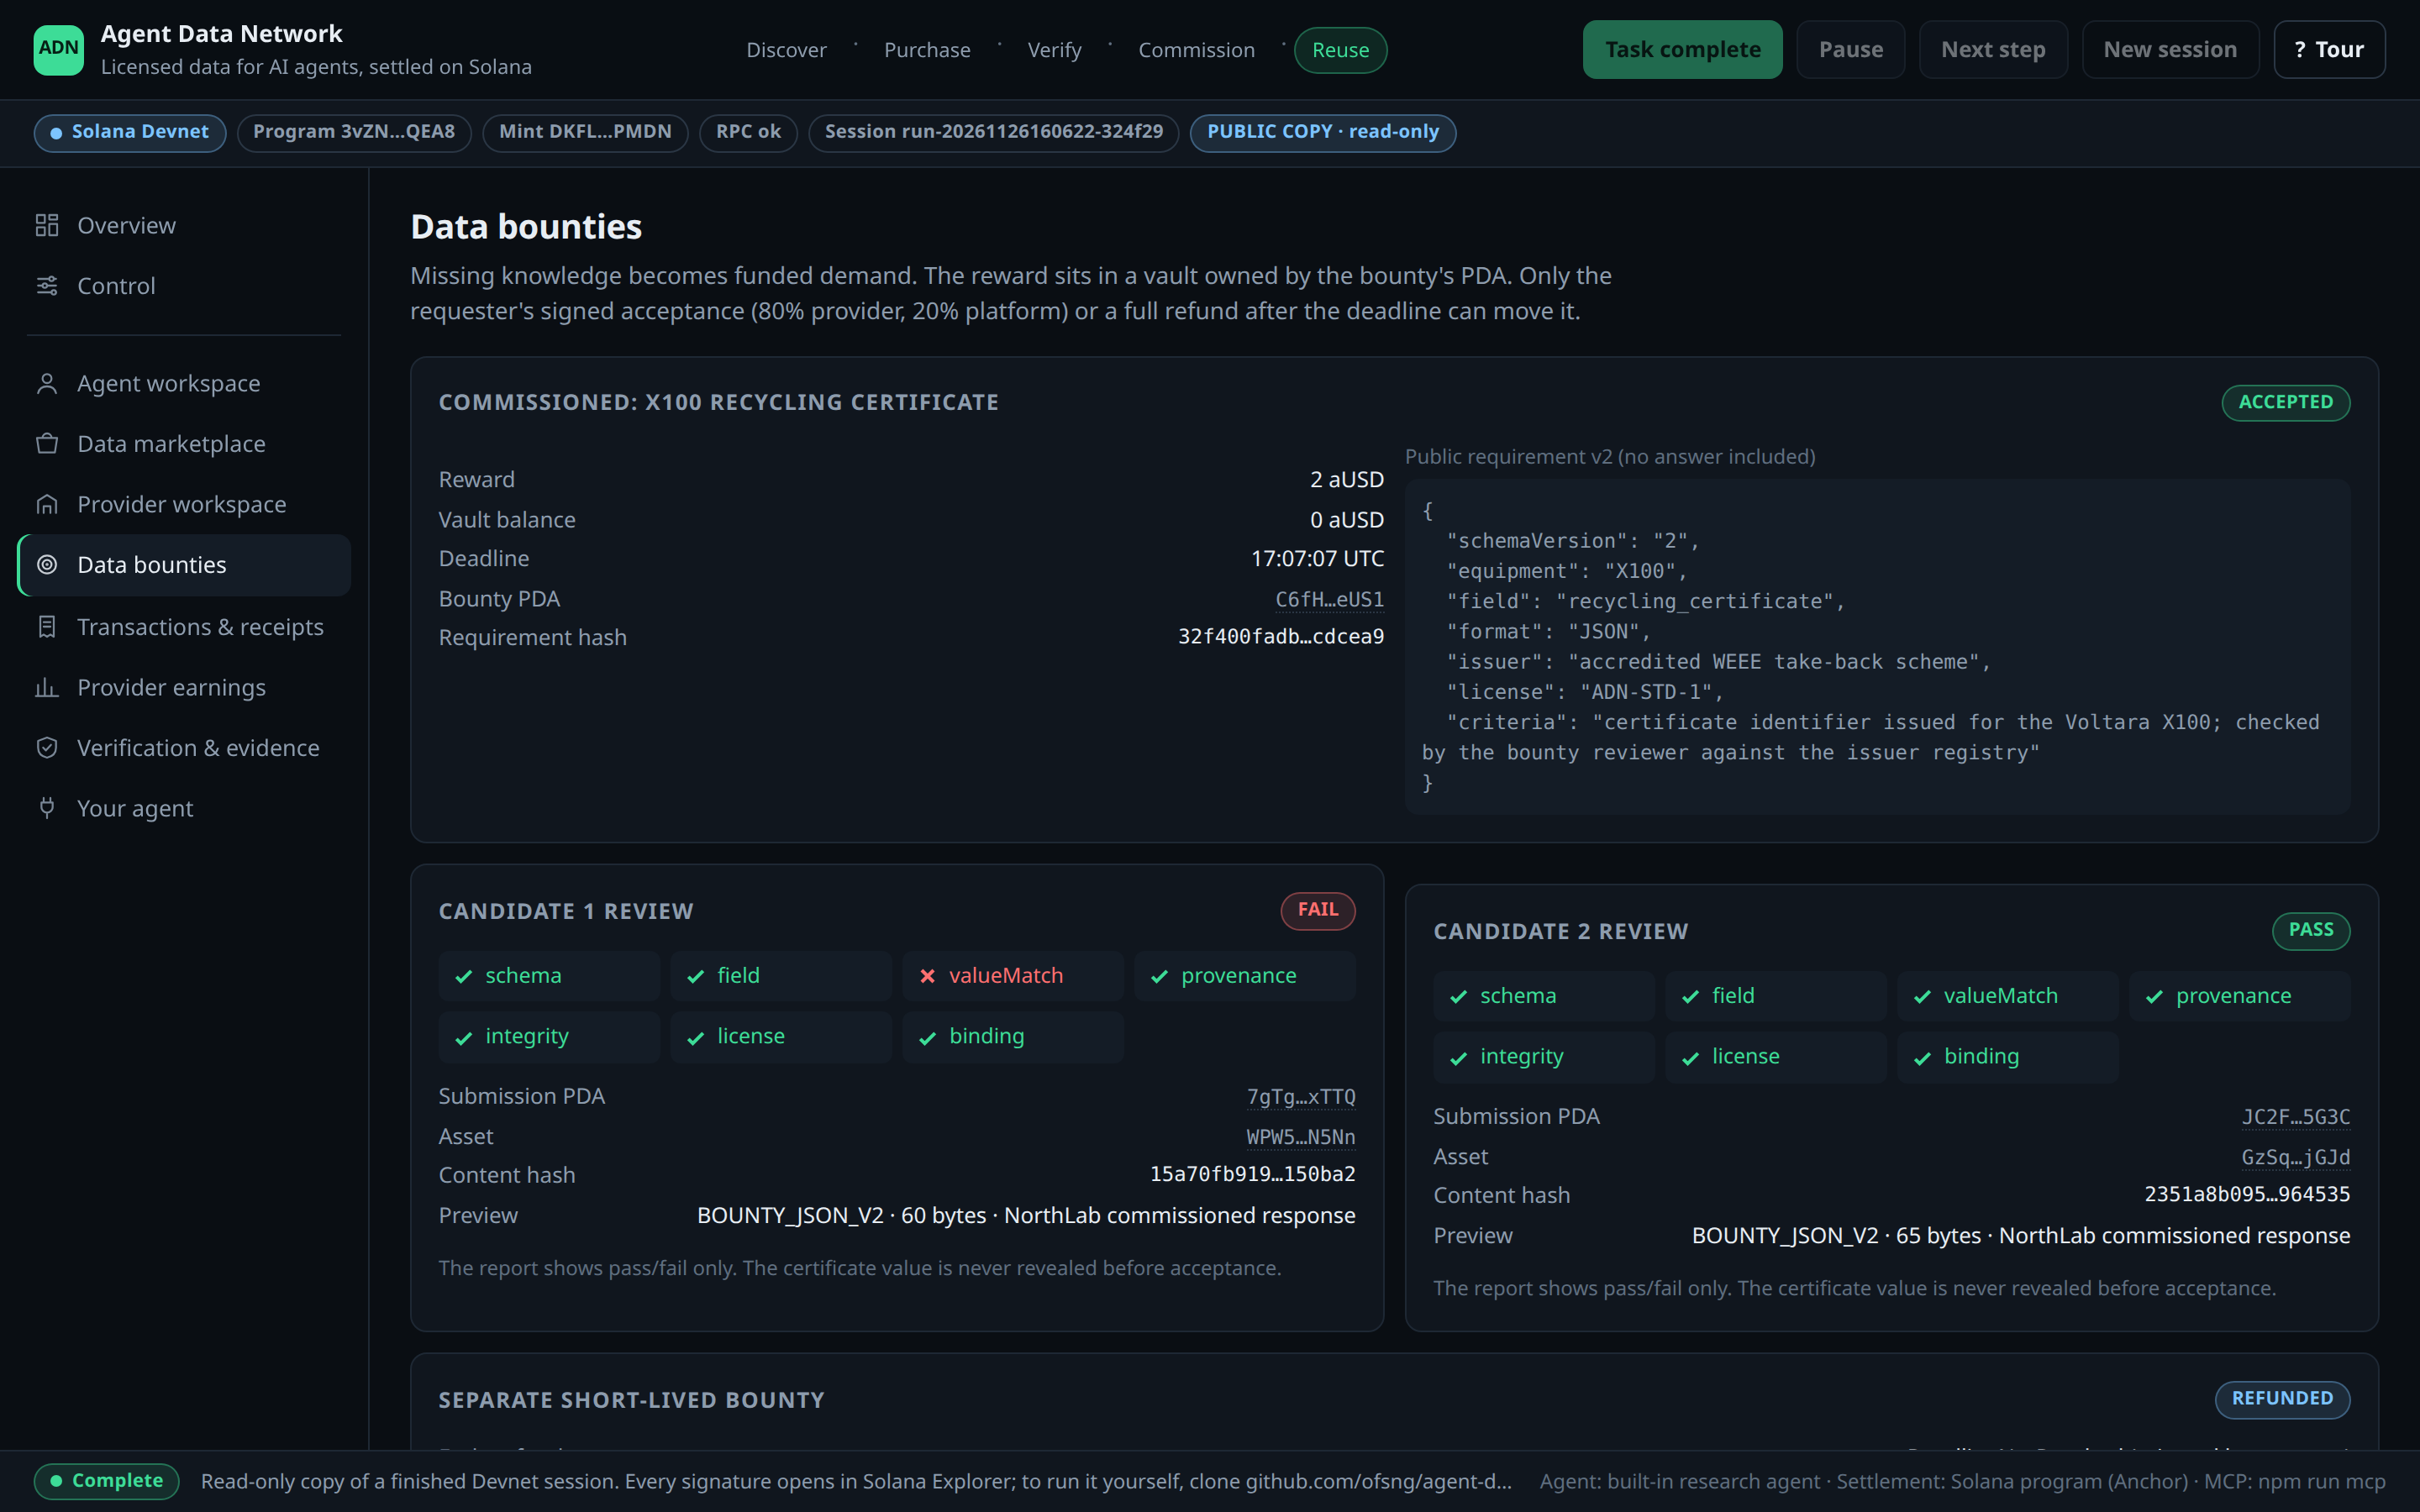 ADN
Agent Data Network
Licensed data for AI agents, settled on Solana
Discover · Purchase · Verify · Commission · Reuse
Task complete
Pause
Next step
New session
? Tour
Solana Devnet
Program 3vZN…QEA8
Mint DKFL…PMDN
RPC ok
Session run-20261126160622-324f29
PUBLIC COPY · read-only
Overview
Control
Agent workspace
Data marketplace
Provider workspace
Data bounties
Transactions & receipts
Provider earnings
Verification & evidence
Your agent
Data bounties
Missing knowledge becomes funded demand. The reward sits in a vault owned by the bounty's PDA. Only the
requester's signed acceptance (80% provider, 20% platform) or a full refund after the deadline can move it.
COMMISSIONED: X100 RECYCLING CERTIFICATE
ACCEPTED
Reward 2 aUSD
Vault balance 0 aUSD
Deadline 17:07:07 UTC
Bounty PDA C6fH…eUS1
Requirement hash 32f400fadb…cdcea9
Public requirement v2 (no answer included)
{
"schemaVersion": "2",
"equipment": "X100",
"field": "recycling_certificate",
"format": "JSON",
"issuer": "accredited WEEE take-back scheme",
"license": "ADN-STD-1",
"criteria": "certificate identifier issued for the Voltara X100; checked
by the bounty reviewer against the issuer registry"
}
CANDIDATE 1 REVIEW
FAIL
schema
field
valueMatch
provenance
integrity
license
binding
Submission PDA 7gTg…xTTQ
Asset WPW5…N5Nn
Content hash 15a70fb919…150ba2
Preview BOUNTY_JSON_V2 · 60 bytes · NorthLab commissioned response
The report shows pass/fail only. The certificate value is never revealed before acceptance.
CANDIDATE 2 REVIEW
PASS
schema
field
valueMatch
provenance
integrity
license
binding
Submission PDA JC2F…5G3C
Asset GzSq…jGJd
Content hash 2351a8b095…964535
Preview BOUNTY_JSON_V2 · 65 bytes · NorthLab commissioned response
The report shows pass/fail only. The certificate value is never revealed before acceptance.
SEPARATE SHORT-LIVED BOUNTY
REFUNDED
Complete
Read-only copy of a finished Devnet session. Every signature opens in Solana Explorer; to run it yourself, clone github.com/ofsng/agent-d…
Agent: built-in research agent · Settlement: Solana program (Anchor) · MCP: npm run mcp